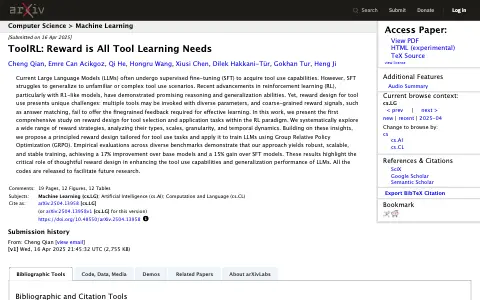 arXiv
Search Submit Donate Log in
Computer Science > Machine Learning
[Submitted on 16 Apr 2025]
ToolRL: Reward is All Tool Learning Needs
Cheng Qian, Emre Can Acikgoz, Qi He, Hongru Wang, Xiusi Chen, Dilek Hakkani-Tür, Gokhan Tur, Heng Ji
Current Large Language Models (LLMs) often undergo supervised fine-tuning (SFT) to acquire tool use capabilities. However, SFT
struggles to generalize to unfamiliar or complex tool use scenarios. Recent advancements in reinforcement learning (RL),
particularly with R1-like models, have demonstrated promising reasoning and generalization abilities. Yet, reward design for tool
use presents unique challenges: multiple tools may be invoked with diverse parameters, and coarse-grained reward signals, such
as answer matching, fail to offer the finegrained feedback required for effective learning. In this work, we present the first
comprehensive study on reward design for tool selection and application tasks within the RL paradigm. We systematically explore
a wide range of reward strategies, analyzing their types, scales, granularity, and temporal dynamics. Building on these insights,
we propose a principled reward design tailored for tool use tasks and apply it to train LLMs using Group Relative Policy
Optimization (GRPO). Empirical evaluations across diverse benchmarks demonstrate that our approach yields robust, scalable,
and stable training, achieving a 17% improvement over base models and a 15% gain over SFT models. These results highlight the
critical role of thoughtful reward design in enhancing the tool use capabilities and generalization performance of LLMs. All the
codes are released to facilitate future research.
Comments: 19 Pages, 12 Figures, 12 Tables
Subjects: Machine Learning (cs.LG); Artificial Intelligence (cs.AI); Computation and Language (cs.CL)
Cite as: arXiv:2504.13958 [cs.LG]
(or arXiv:2504.13958v1 [cs.LG] for this version)
https://doi.org/10.48550/arXiv.2504.13958
Submission history
From: Cheng Qian [view email]
[v1] Wed, 16 Apr 2025 21:45:32 UTC (2,755 KB)
Bibliographic Tools Code, Data, Media Demos Related Papers About arXivLabs
Bibliographic and Citation Tools
Access Paper:
View PDF
HTML (experimental)
TeX Source
view license
Additional Features
Audio Summary
Current browse context:
cs.LG
< prev | next >
new | recent | 2025-04
Change to browse by:
cs
cs.AI
cs.CL
References & Citations
Google Scholar
Semantic Scholar
Export BibTeX Citation
Bookmark